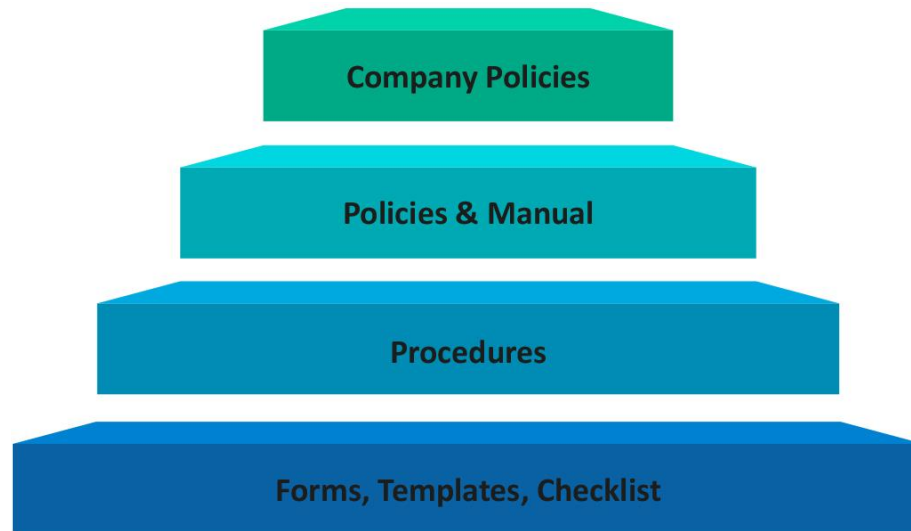 Company Policies
Policies & Manual
Procedures
Forms, Templates, Checklist